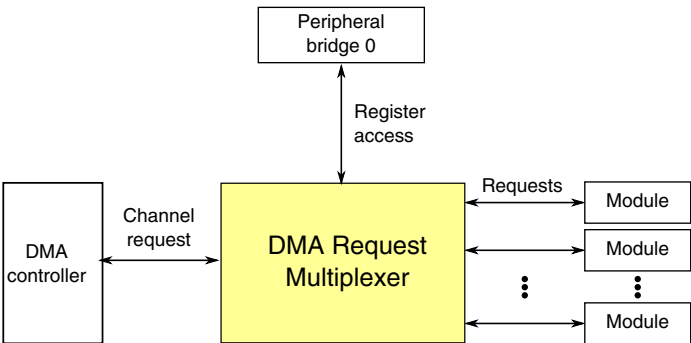 Peripheral
bridge 0
Register
access
Requests
Module
Channel
request
DMA
controller
DMA Request
Multiplexer
Module
Module